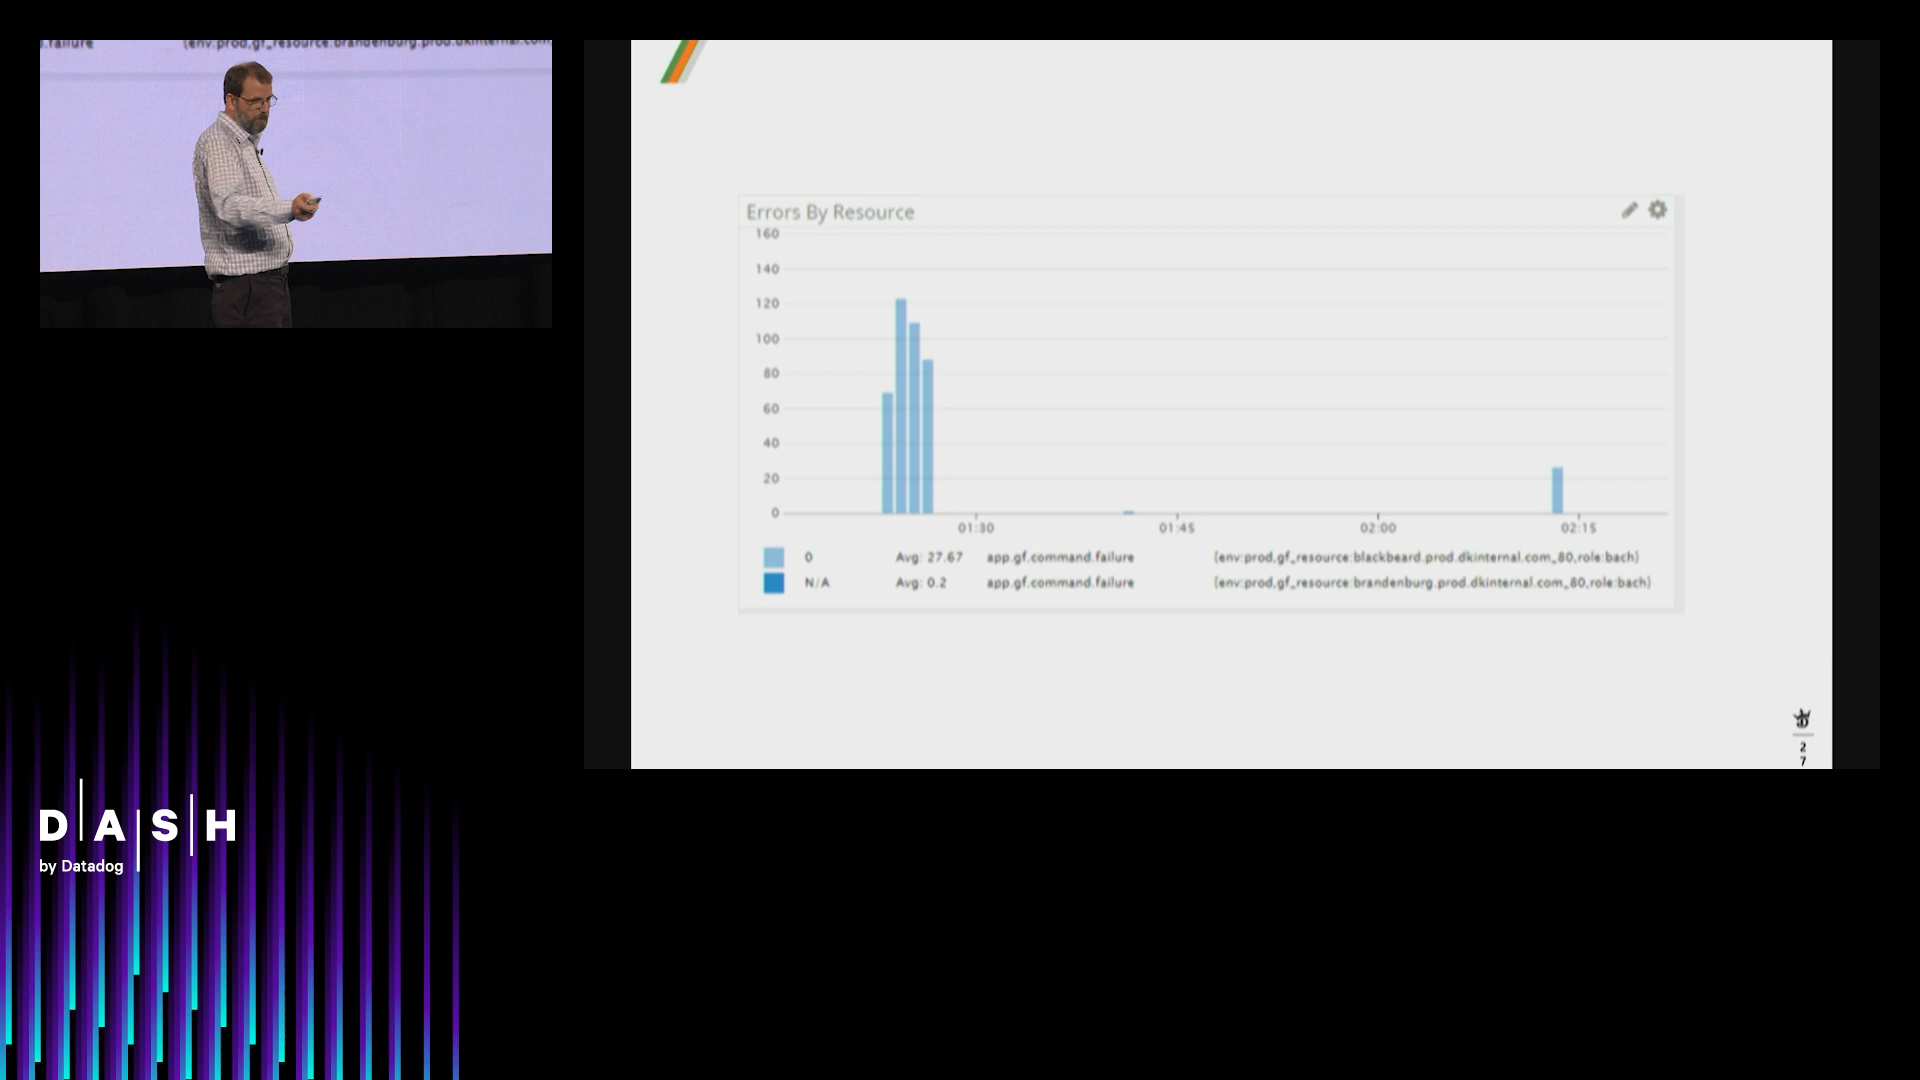 .failure {env:prod,gf_resource:brandenburg.prod.dkinternal.com
Errors By Resource
160
140
120
100
80
60
40
20
0
01:30 01:45 02:00 02:15
0 Avg: 27.67 app.gf.command.failure {env:prod,gf_resource:blackbeard.prod.dkinternal.com_80,role:bach}
N/A Avg: 0.2 app.gf.command.failure {env:prod,gf_resource:brandenburg.prod.dkinternal.com_80,role:bach}
2
7
DASH
by Datadog